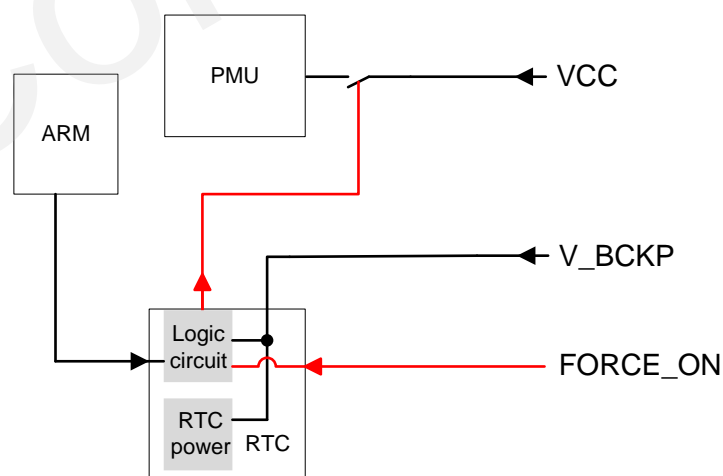 PMU
VCC
ARM
V_BCKP
Logic
circuit
FORCE_ON
RTC
power
RTC